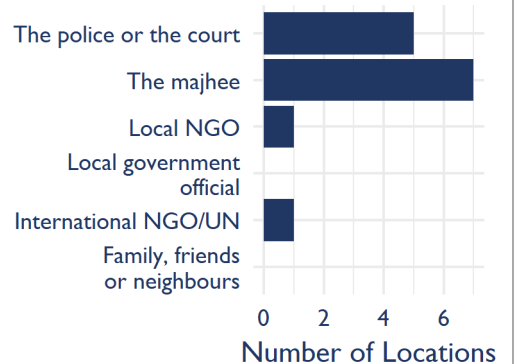 The police or the court
The majhee
Local NGO
Local government
official
International NGO/UN
Family, friends
or neighbours
0 2 4 6
Number of Locations